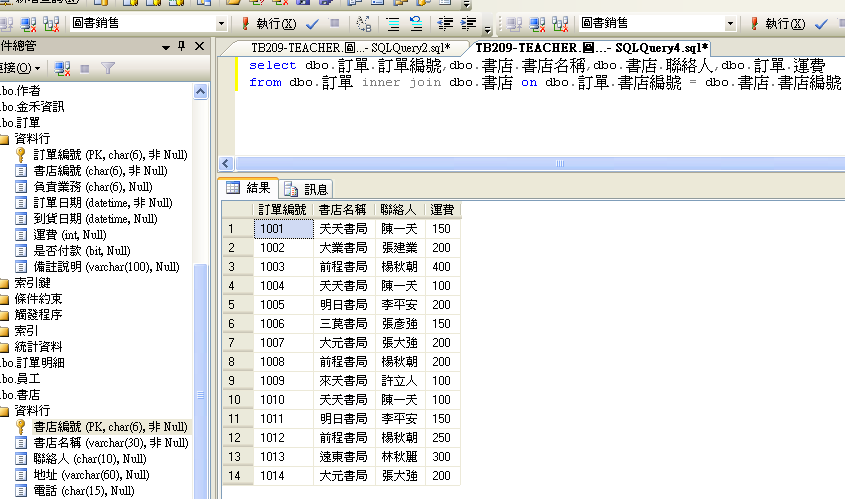 圖書銷售
執行(X)
圖書銷售
執行(X)
件總管
連接(O)
bo.作者
bo.金禾資訊
bo.訂單
資料行
訂單編號 (PK, char(6), 非 Null)
書店編號 (char(6), 非 Null)
負責業務 (char(6), Null)
訂單日期 (datetime, 非 Null)
到貨日期 (datetime, Null)
運費 (int, Null)
是否付款 (bit, Null)
備註說明 (varchar(100), Null)
索引鍵
條件約束
觸發程序
索引
統計資料
bo.訂單明細
bo.員工
bo.書店
資料行
書店編號 (PK, char(6), 非 Null)
書店名稱 (varchar(30), 非 Null)
聯絡人 (char(10), Null)
地址 (varchar(60), Null)
電話 (char(15), Null)
TB209-TEACHER.圖...- SQLQuery2.sql*
TB209-TEACHER.圖...- SQLQuery4.sql*
select dbo.訂單.訂單編號,dbo.書店.書店名稱,dbo.書店.聯絡人,dbo.訂單.運費
from dbo.訂單 inner join dbo.書店 on dbo.訂單.書店編號 = dbo.書店.書店編號
結果 訊息
訂單編號 書店名稱 聯絡人 運費
1 1001 天天書局 陳一天 150
2 1002 大業書局 張建業 200
3 1003 前程書局 楊秋朝 400
4 1004 天天書局 陳一天 100
5 1005 明日書局 李平安 200
6 1006 三莫書局 張彥強 150
7 1007 大元書局 張大強 200
8 1008 前程書局 楊秋朝 200
9 1009 來天書局 許立人 100
10 1010 天天書局 陳一天 100
11 1011 明日書局 李平安 150
12 1012 前程書局 楊秋朝 250
13 1013 遠東書局 林秋麗 300
14 1014 大元書局 張大強 200